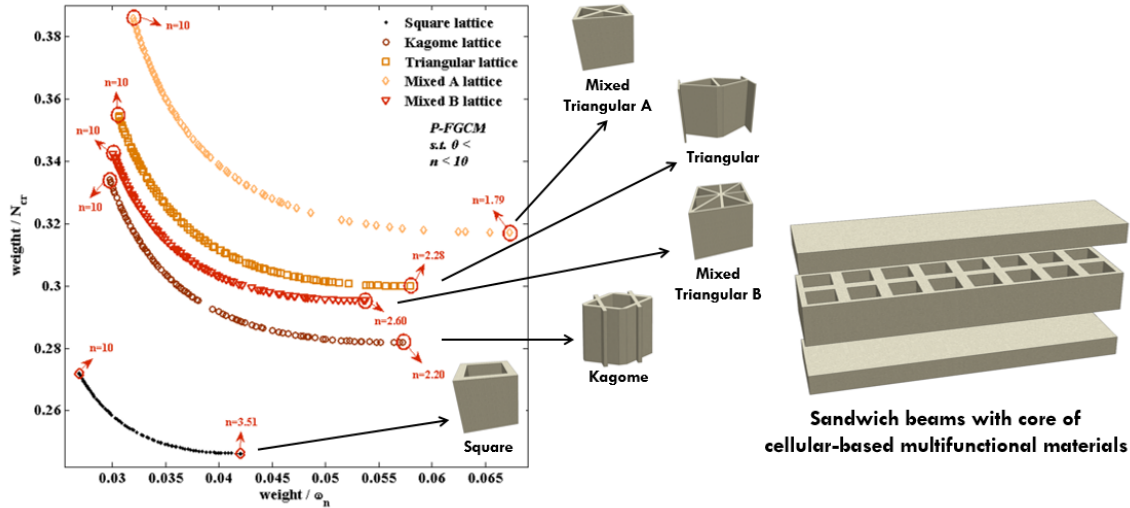 0.38
0.36
0.34
0.32
0.3
0.28
0.26
weight / N_cr
0.03
0.035
0.04
0.045
0.05
0.055
0.06
0.065
weight / ω_n
Square lattice
Kagome lattice
Triangular lattice
Mixed A lattice
Mixed B lattice
P-FGCM
s.t. 0 <
n < 10
n=10
n=10
n=10
n=10
n=10
n=1.79
n=2.28
n=2.60
n=2.20
n=3.51
Mixed
Triangular A
Triangular
Mixed
Triangular B
Kagome
Square
Sandwich beams with core of
cellular-based multifunctional materials